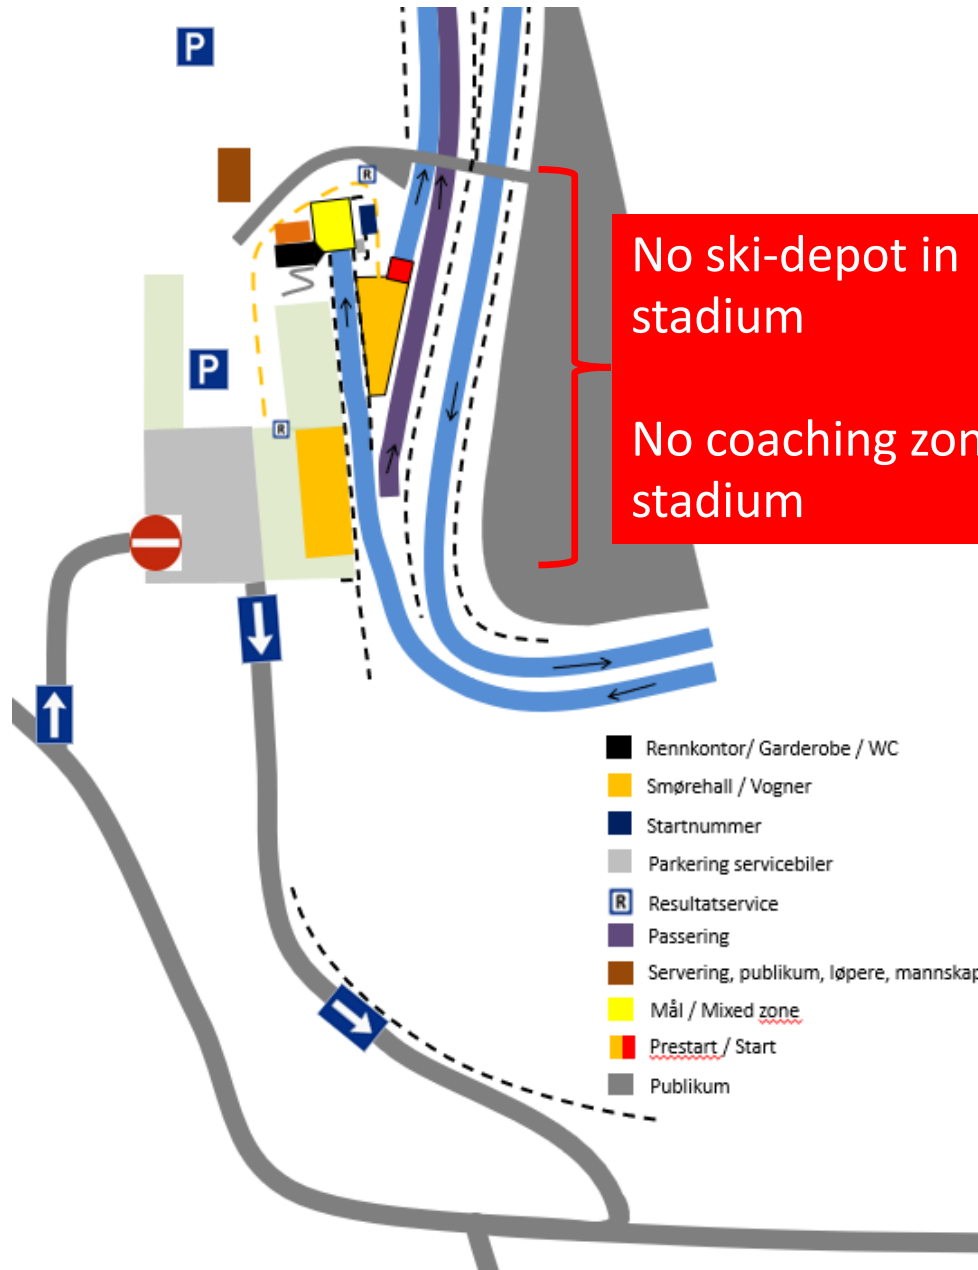 P
R
No ski-depot in
stadium
P
No coaching zon
stadium
R
Rennkontor/ Garderobe / WC
Smørehall / Vogner
Startnummer
Parkering servicebiler
R Resultatservice
Passering
Servering, publikum, løpere, mannskap
Mål / Mixed zone
Prestart / Start
Publikum